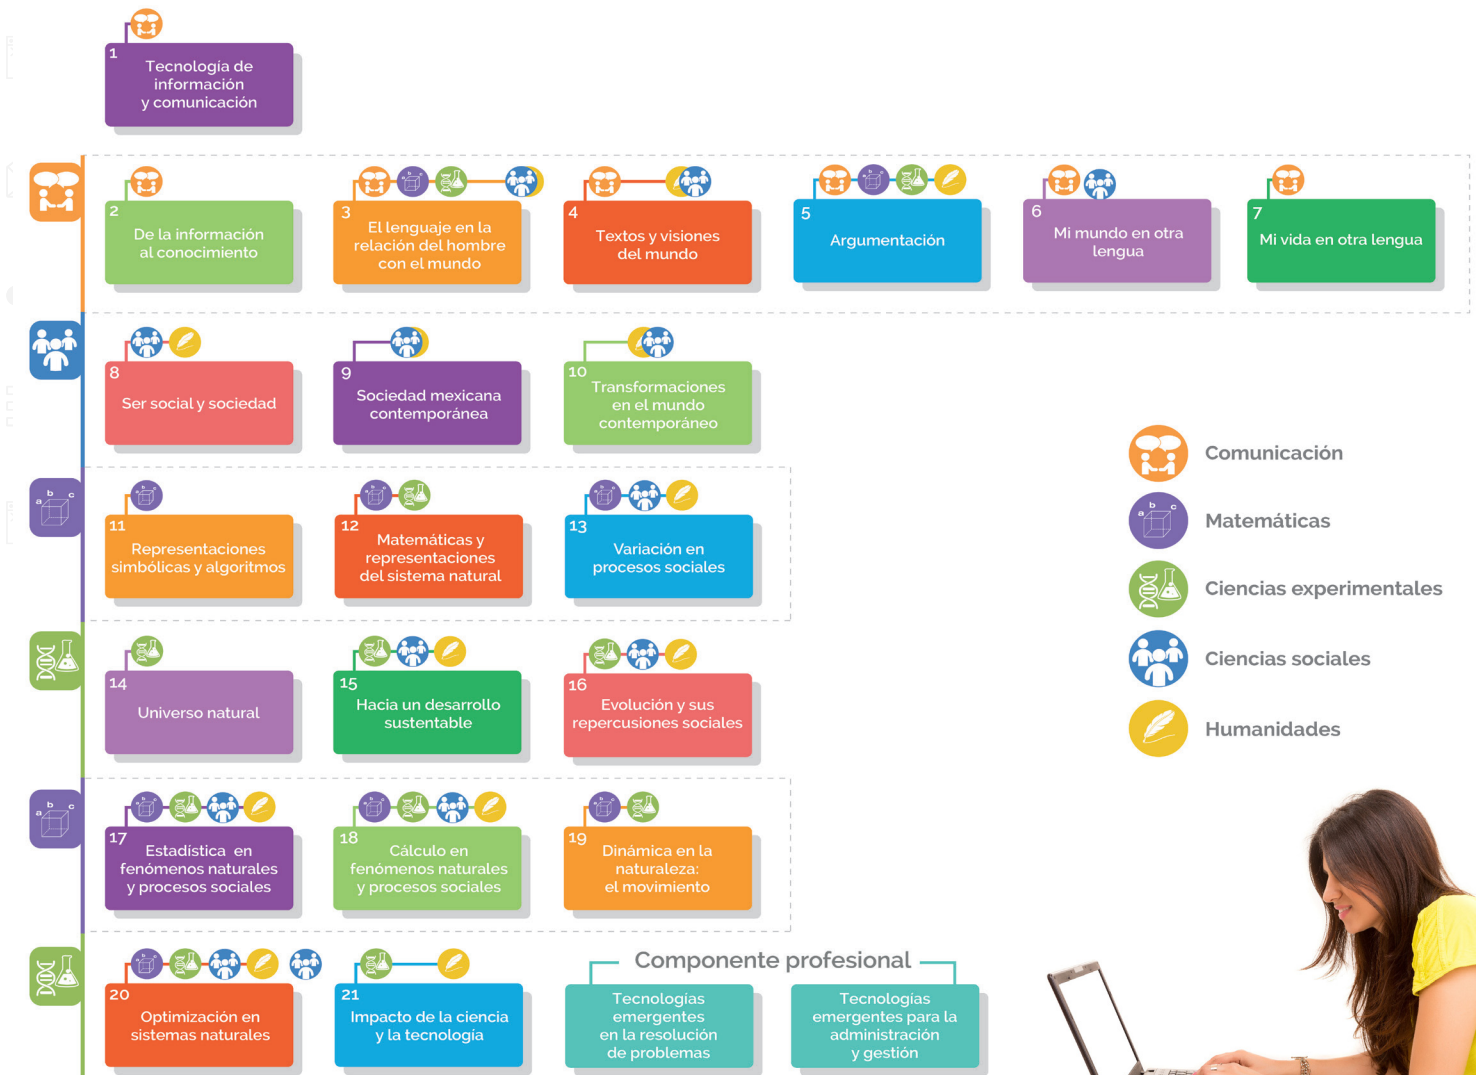 1
Tecnología de
información
y comunicación
2
De la información
al conocimiento
3
El lenguaje en la
relación del hombre
con el mundo
4
Textos y visiones
del mundo
5
Argumentación
6
Mi mundo en otra
lengua
7
Mi vida en otra lengua
8
Ser social y sociedad
9
Sociedad mexicana
contemporánea
10
Transformaciones
en el mundo
contemporáneo
11
Representaciones
simbólicas y algoritmos
12
Matemáticas y
representaciones
del sistema natural
13
Variación en
procesos sociales
14
Universo natural
15
Hacia un desarrollo
sustentable
16
Evolución y sus
repercusiones sociales
17
Estadística en
fenómenos naturales
y procesos sociales
18
Cálculo en
fenómenos naturales
y procesos sociales
19
Dinámica en la
naturaleza:
el movimiento
20
Optimización en
sistemas naturales
21
Impacto de la ciencia
y la tecnología
Componente profesional
Tecnologías
emergentes
en la resolución
de problemas
Tecnologías
emergentes para la
administración
y gestión
Comunicación
a b c
Matemáticas
Ciencias experimentales
Ciencias sociales
Humanidades